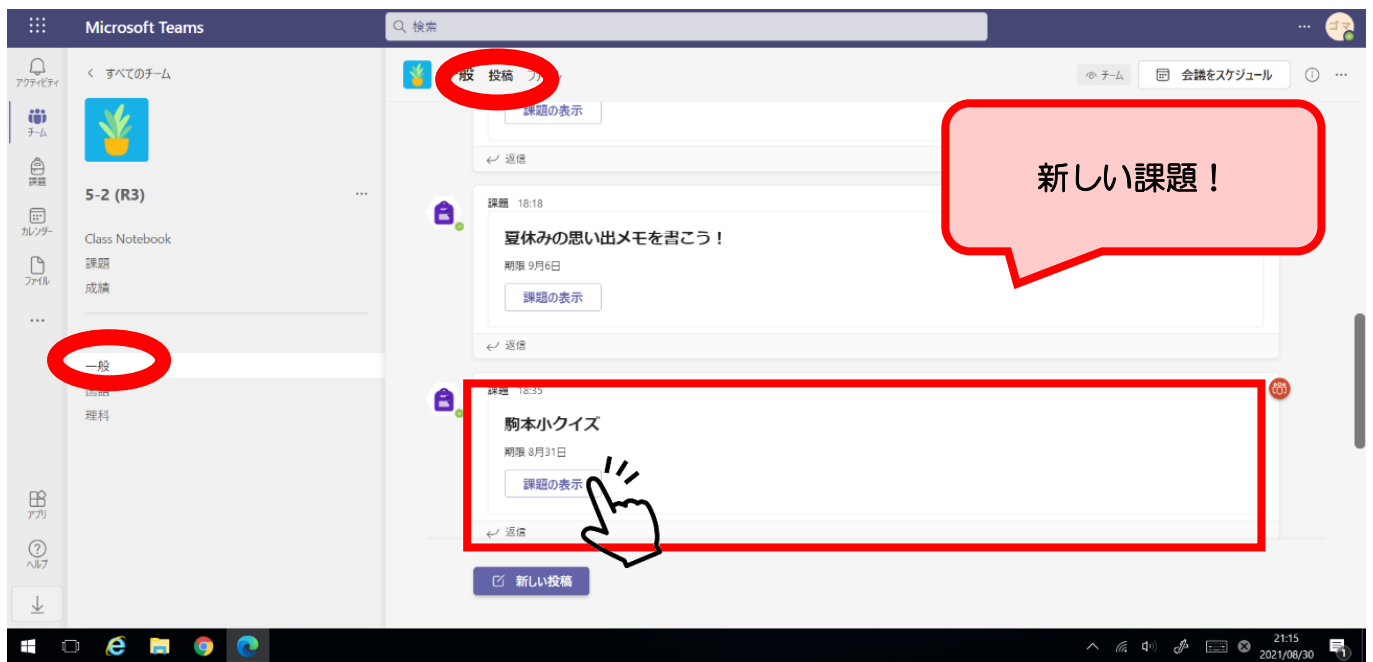 Microsoft Teams
検索
アクティビティ
チーム
課題
カレンダー
ファイル
アプリ
ヘルプ
すべてのチーム
5-2 (R3)
Class Notebook
課題
成績
一般
理科
投稿
チーム
会議をスケジュール
課題の表示
返信
新しい課題！
課題 18:18
夏休みの思い出メモを書こう！
期限 9月6日
課題の表示
返信
課題 18:35
駒本小クイズ
期限 8月31日
課題の表示
返信
新しい投稿
ゴマ
21:15
2021/08/30